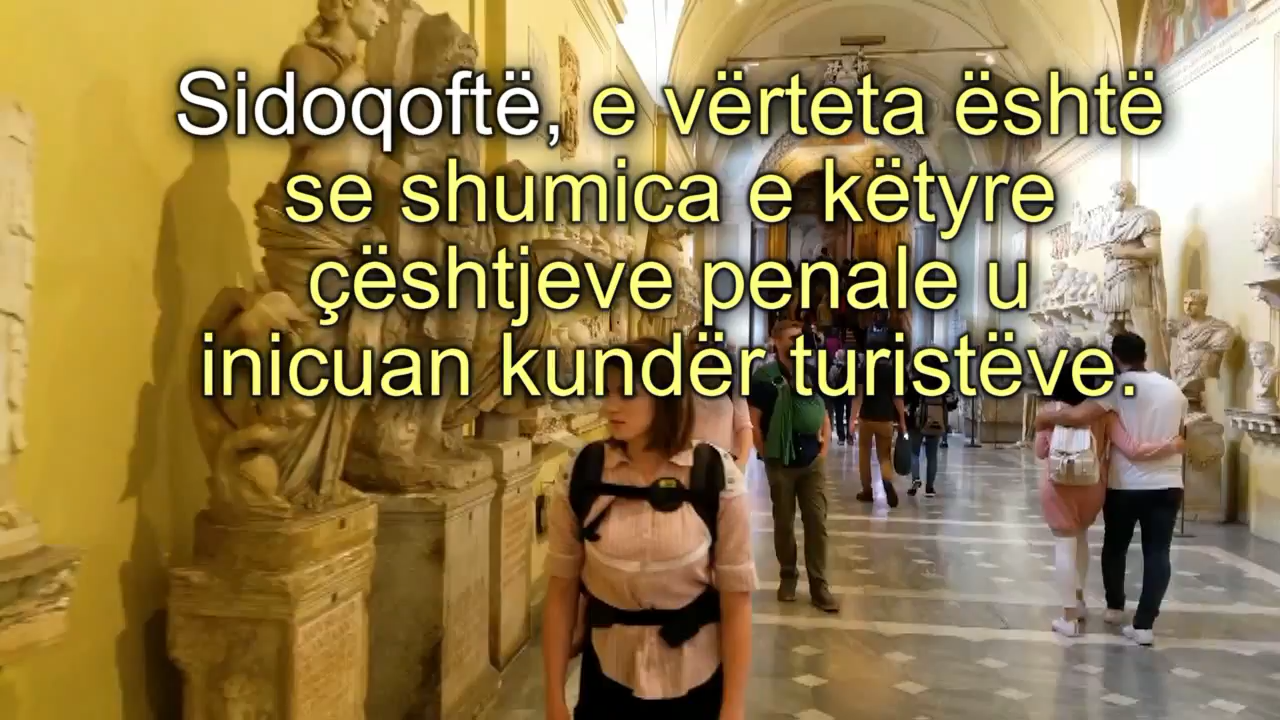 Sidoqoftë, e vërteta është
se shumica e këtyre
çështjeve penale u
inicuan kundër turistëve.